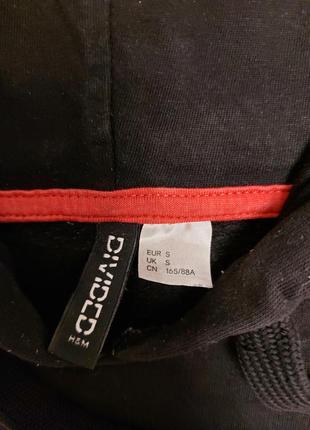 DIVIDED
H&M
EUR S
UK S
CN 165/88A